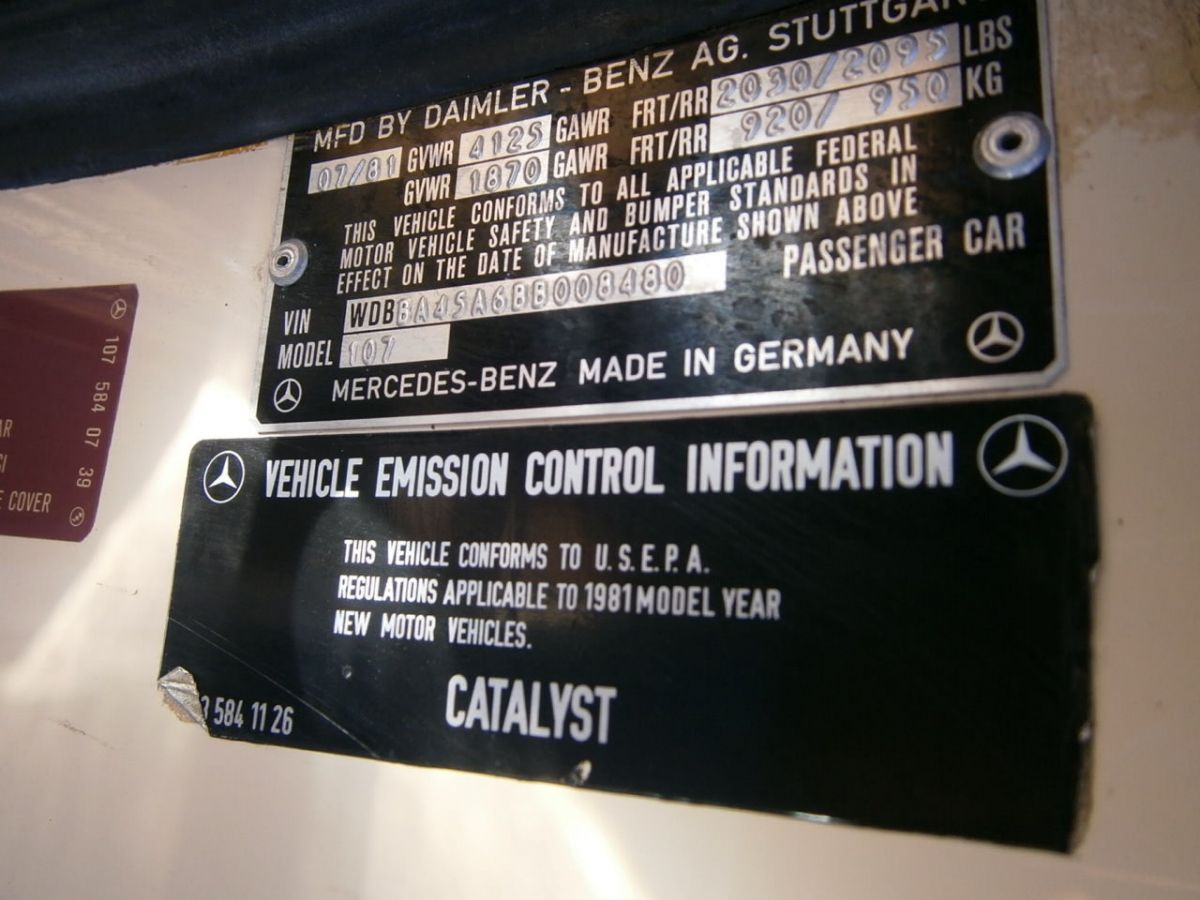 MFD BY DAIMLER - BENZ AG. STUTTGART
07/81 GVWR 4125 GAWR FRT/RR 2030/2095 LBS
GVWR 1870 GAWR FRT/RR 920/ 950 KG
THIS VEHICLE CONFORMS TO ALL APPLICABLE FEDERAL
MOTOR VEHICLE SAFETY AND BUMPER STANDARDS IN
EFFECT ON THE DATE OF MANUFACTURE SHOWN ABOVE
VIN WDBBA45A6BB008480 PASSENGER CAR
MODEL 107
MERCEDES-BENZ MADE IN GERMANY
107 584 07 39
COVER
VEHICLE EMISSION CONTROL INFORMATION
THIS VEHICLE CONFORMS TO U.S.E.P.A.
REGULATIONS APPLICABLE TO 1981 MODEL YEAR
NEW MOTOR VEHICLES.
CATALYST
584 11 26